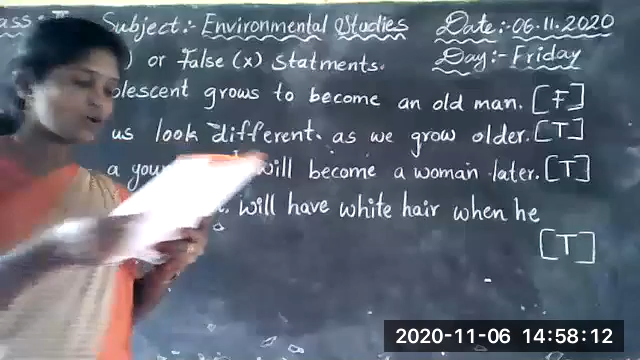 ass:- II Subject:- Environmental Studies Date:- 06.11.2020
) or False (x) Statments. Day:- Friday
olescent grows to become an old man. [F]
us look different as we grow older. [T]
a you will become a woman later. [T]
will have white hair when he
[T]
2020-11-06 14:58:12